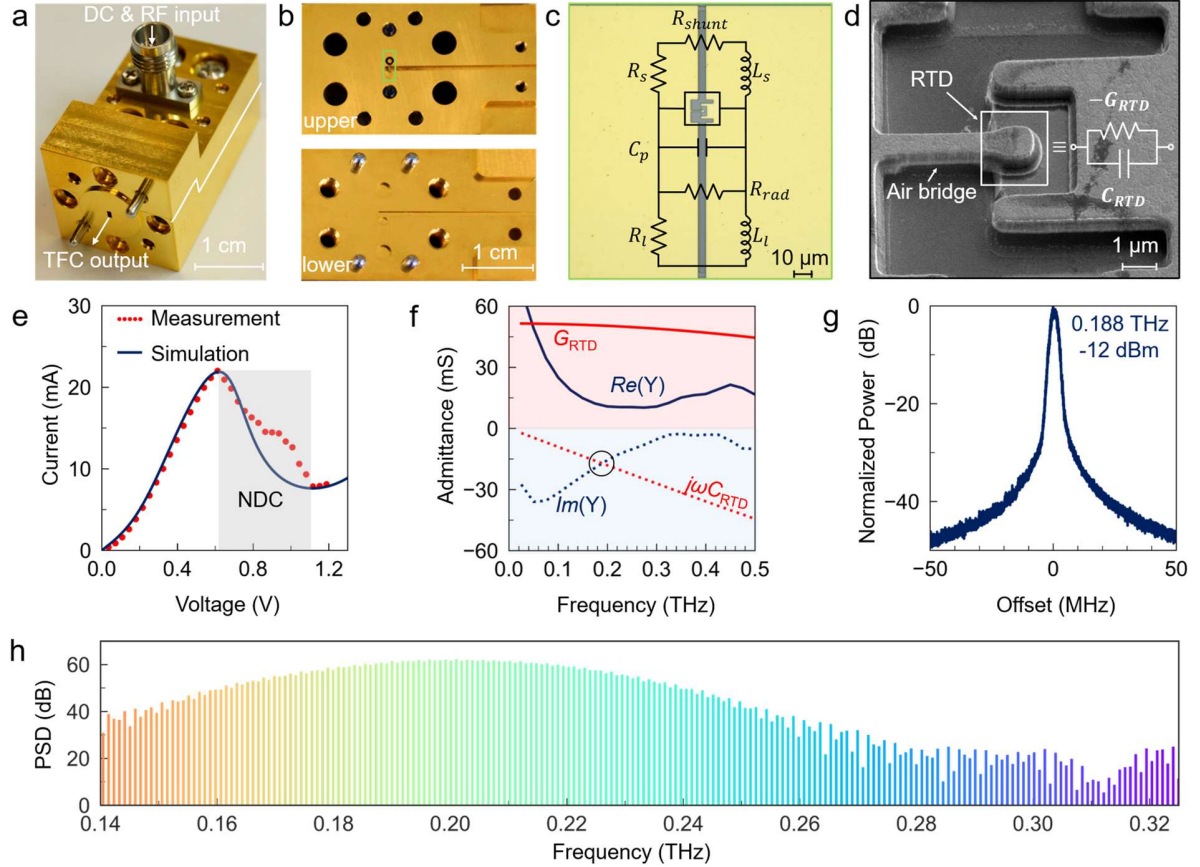 a
DC & RF input
TFC output
1 cm
b
upper
lower
1 cm
c
R_shunt
R_s
L_s
C_p
R_rad
R_l
L_l
10 μm
d
RTD
−G_RTD
≡
C_RTD
Air bridge
1 μm
e
Measurement
Simulation
NDC
30
20
10
0
0.0
0.4
0.8
1.2
Current (mA)
Voltage (V)
f
G_RTD
Re(Y)
jωC_RTD
Im(Y)
60
30
0
−30
−60
0.0
0.1
0.2
0.3
0.4
0.5
Admittance (mS)
Frequency (THz)
g
0.188 THz
-12 dBm
0
−20
−40
−50
0
50
Normalized Power (dB)
Offset (MHz)
h
60
40
20
0
PSD (dB)
0.14
0.16
0.18
0.20
0.22
0.24
0.26
0.28
0.30
0.32
Frequency (THz)